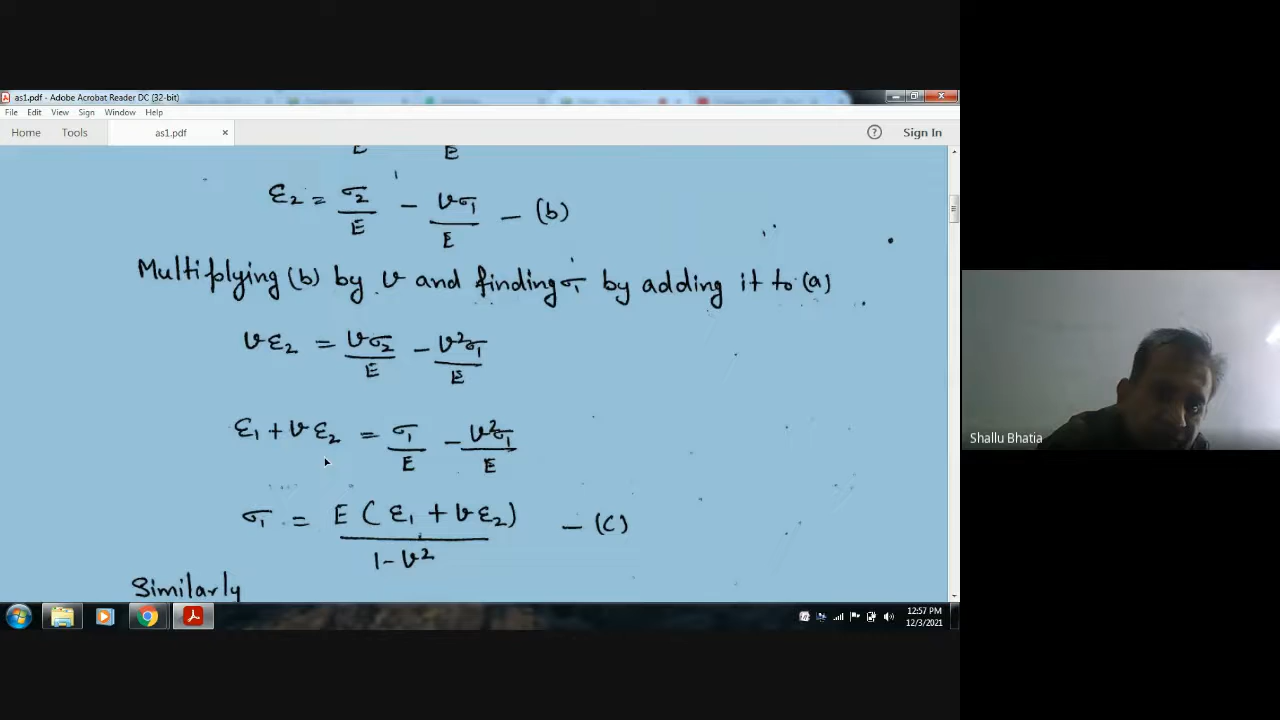 as1.pdf - Adobe Acrobat Reader DC (32-bit)
File Edit View Sign Window Help
Home Tools as1.pdf × ? Sign In
E E
ε₂ = σ₂/E - νσ₁/E - (b)
Multiplying (b) by ν and finding σ₁ by adding it to (a)
νε₂ = νσ₂/E - ν²σ₁/E
ε₁ + νε₂ = σ₁/E - ν²σ₁/E
σ₁ = E(ε₁ + νε₂)/1-ν² - (c)
Similarly
12:57 PM
12/3/2021
Shallu Bhatia